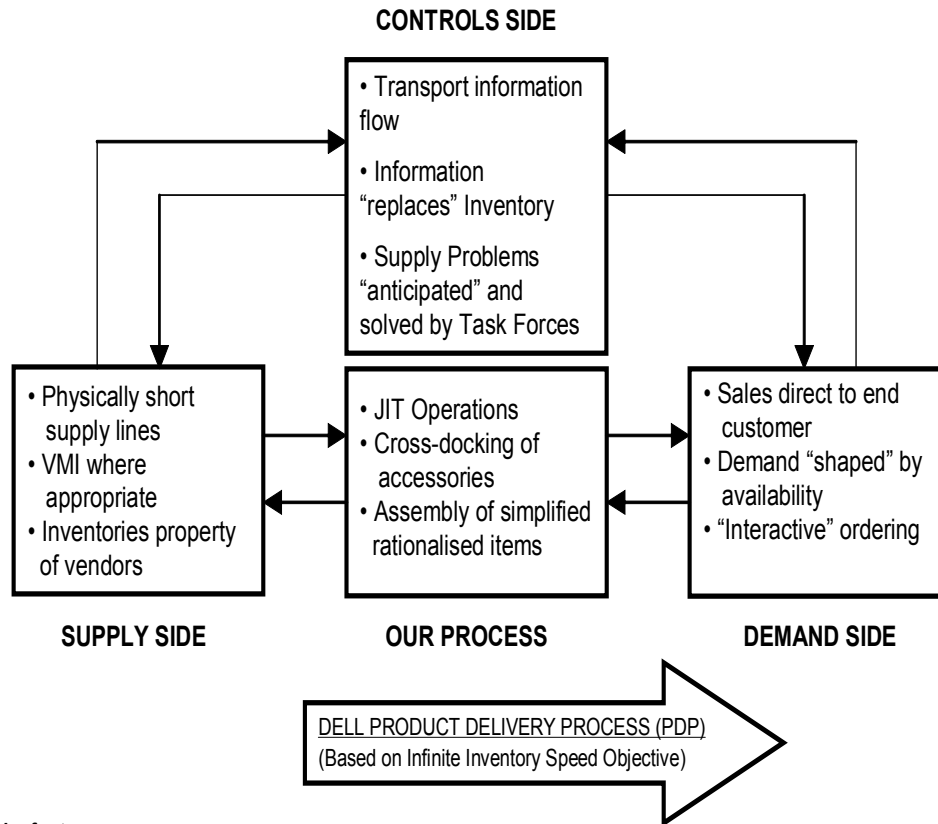 CONTROLS SIDE
• Transport information
flow
• Information
“replaces” Inventory
• Supply Problems
“anticipated” and
solved by Task Forces
• Physically short
supply lines
• VMI where
appropriate
• Inventories property
of vendors
• JIT Operations
• Cross-docking of
accessories
• Assembly of simplified
rationalised items
• Sales direct to end
customer
• Demand “shaped” by
availability
• “Interactive” ordering
SUPPLY SIDE
OUR PROCESS
DEMAND SIDE
DELL PRODUCT DELIVERY PROCESS (PDP)
(Based on Infinite Inventory Speed Objective)